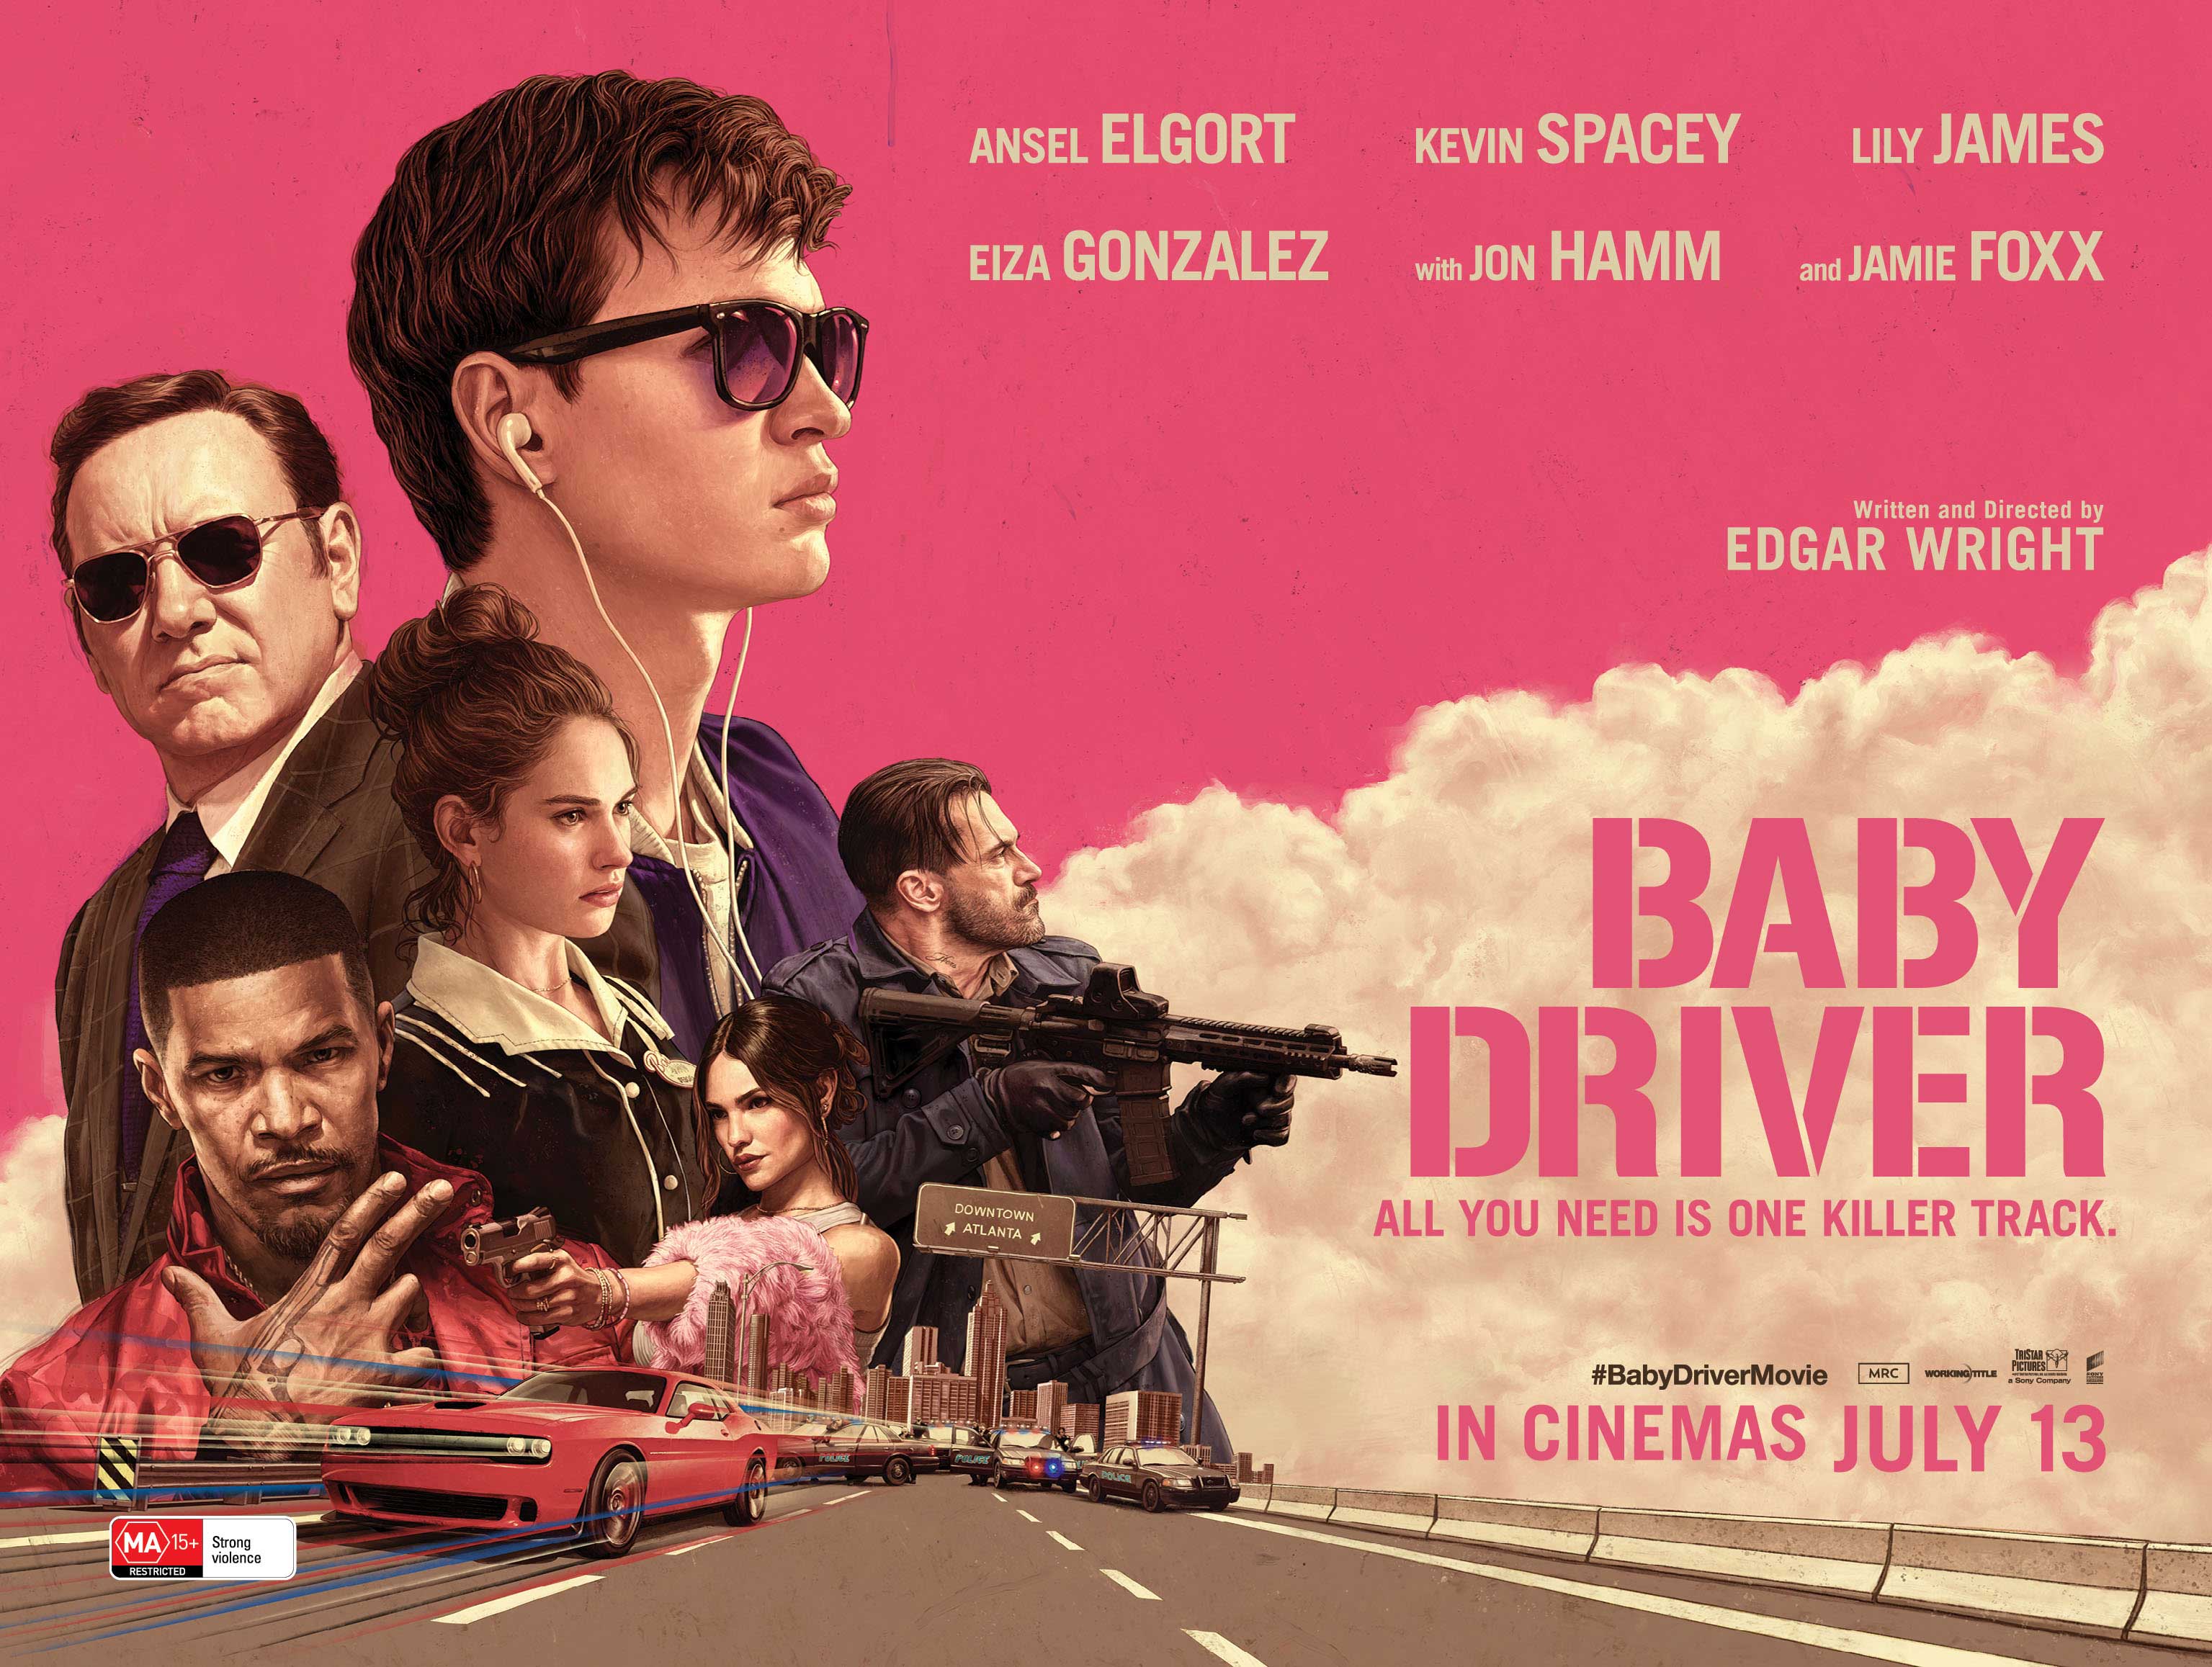 ANSEL ELGORT KEVIN SPACEY LILY JAMES
EIZA GONZALEZ with JON HAMM and JAMIE FOXX
Written and Directed by
EDGAR WRIGHT
BABY
DRIVER
ALL YOU NEED IS ONE KILLER TRACK.
DOWNTOWN
ATLANTA
#BabyDriverMovie MRC WORKING TITLE TRISTAR PICTURES a Sony Company
IN CINEMAS JULY 13
POLICE POLICE POLICE
MA 15+ Strong
violence
RESTRICTED